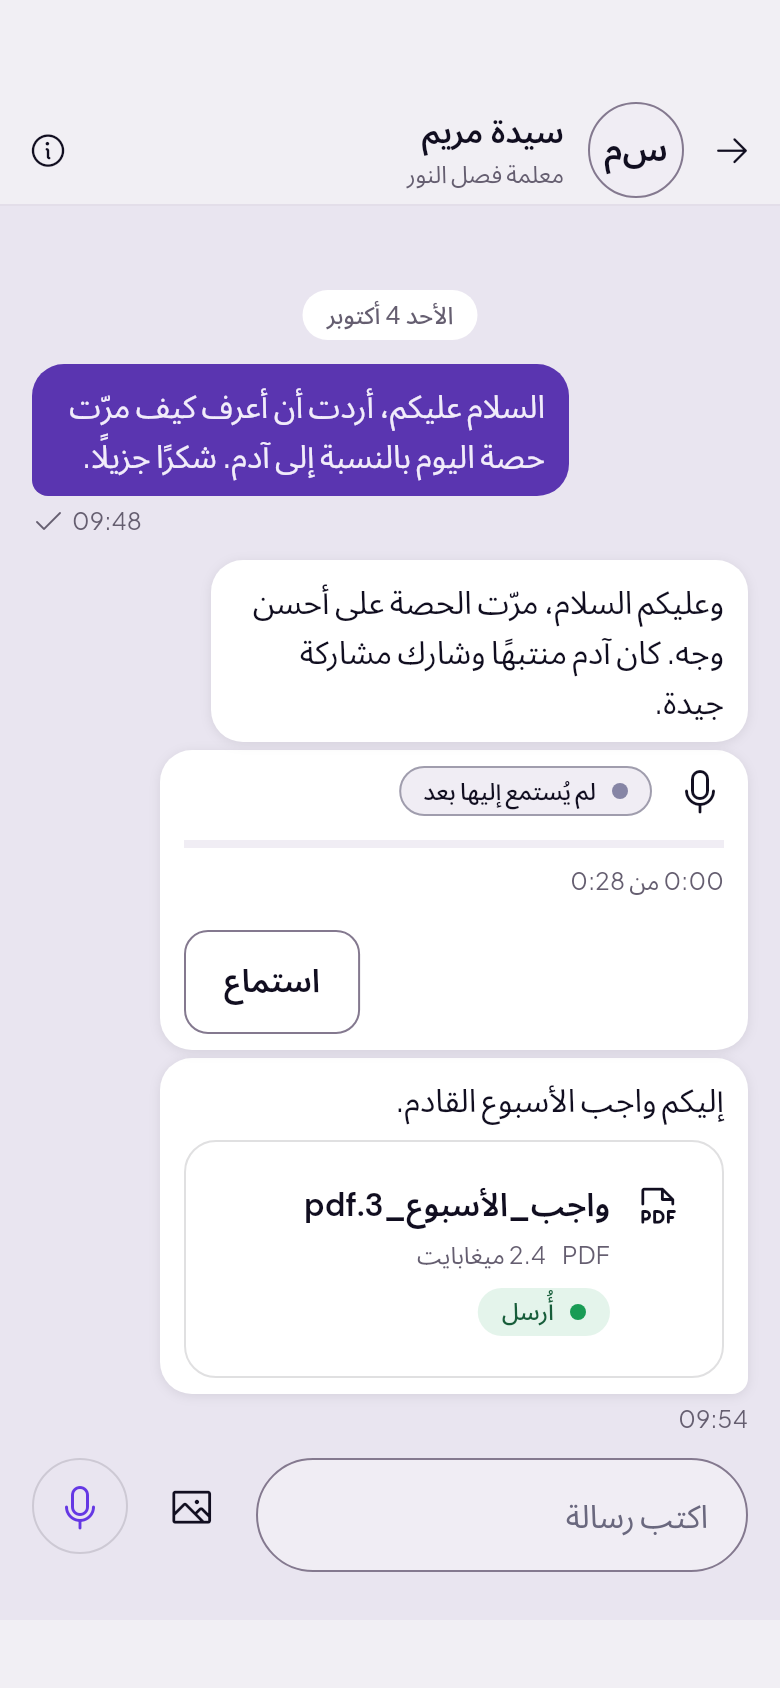 سيدة مريم
معلمة فصل النور
س‌م
الأحد 4 أكتوبر
السلام عليكم، أردت أن أعرف كيف مرّت
حصة اليوم بالنسبة إلى آدم. شكرًا جزيلًا.
09:48
وعليكم السلام، مرّت الحصة على أحسن
وجه. كان آدم منتبهًا وشارك مشاركة
جيدة.
لم يُستمع إليها بعد
0:00 من 0:28
استماع
إليكم واجب الأسبوع القادم.
واجب_الأسبوع_3.pdf
PDF
PDF 2.4 ميغابايت
أُرسل
09:54
اكتب رسالة